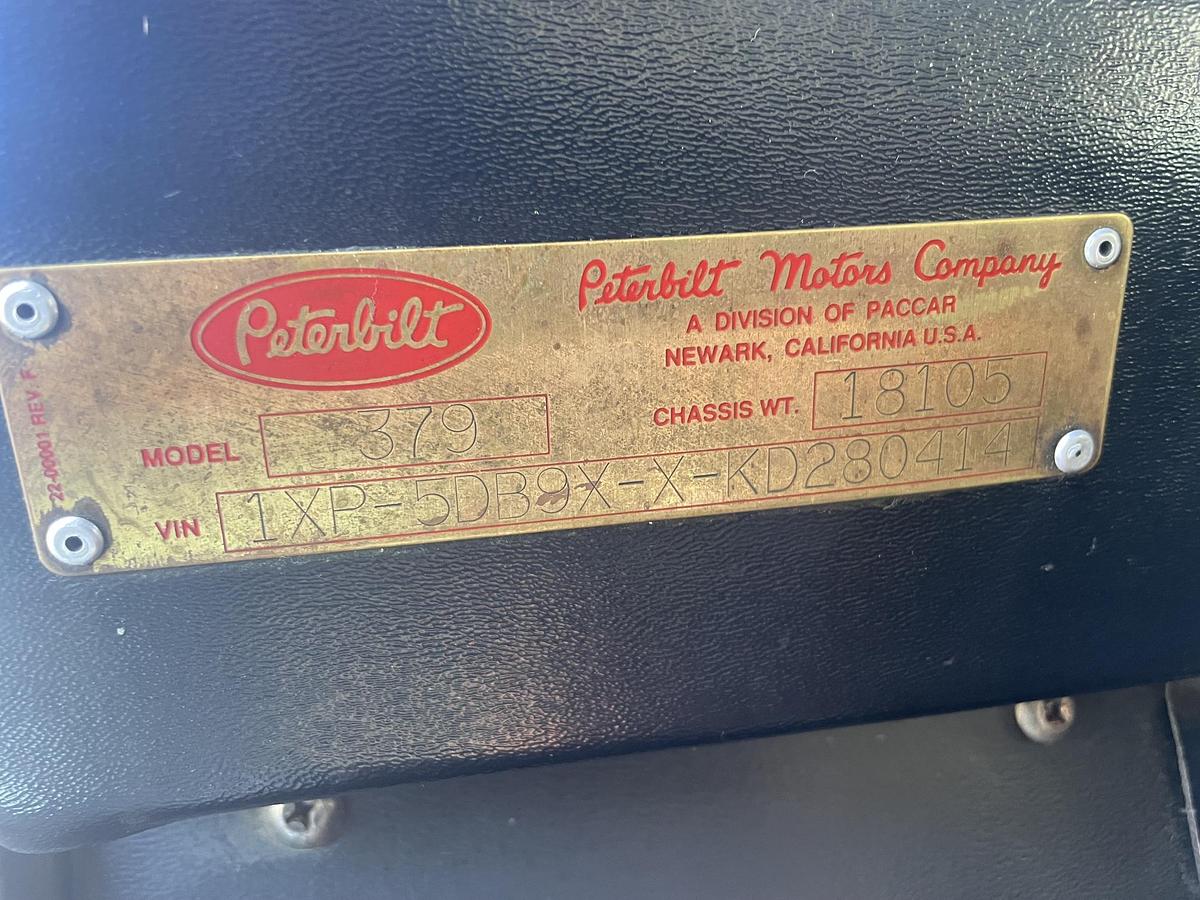 Peterbilt
Peterbilt Motors Company
A DIVISION OF PACCAR
NEWARK, CALIFORNIA U.S.A.
MODEL 379
CHASSIS WT. 18105
VIN 1XP-5DB9X-X-KD280414
22-00001 REV. F